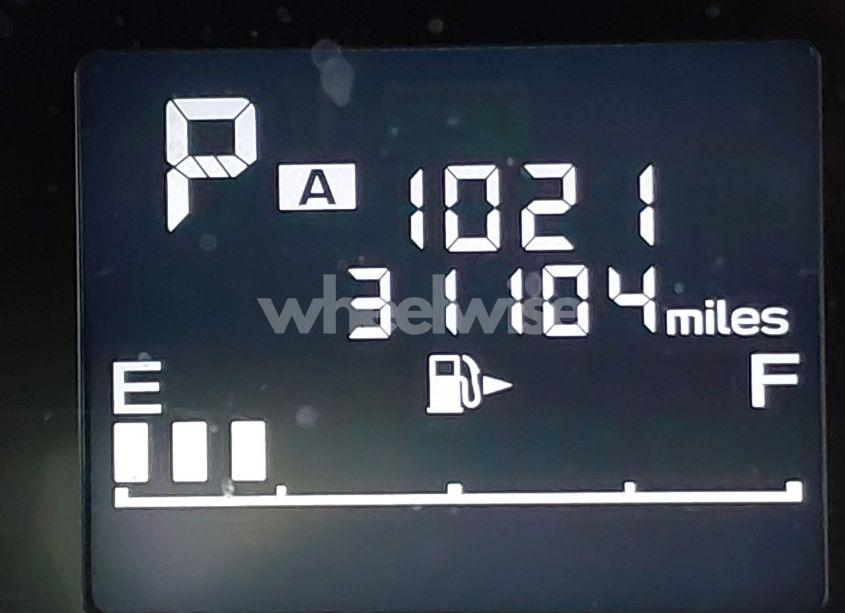 P A 1021
31104 miles
wheelwise
E F